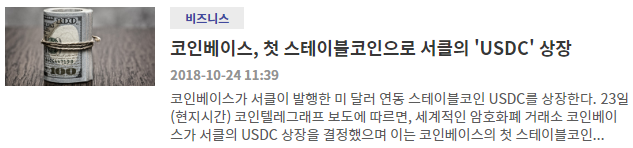 비즈니스
코인베이스, 첫 스테이블코인으로 서클의 'USDC' 상장
2018-10-24 11:39
코인베이스가 서클이 발행한 미 달러 연동 스테이블코인 USDC를 상장한다. 23일
(현지시간) 코인텔레그래프 보도에 따르면, 세계적인 암호화폐 거래소 코인베이
스가 서클의 USDC 상장을 결정했으며 이는 코인베이스의 첫 스테이블코인...
100